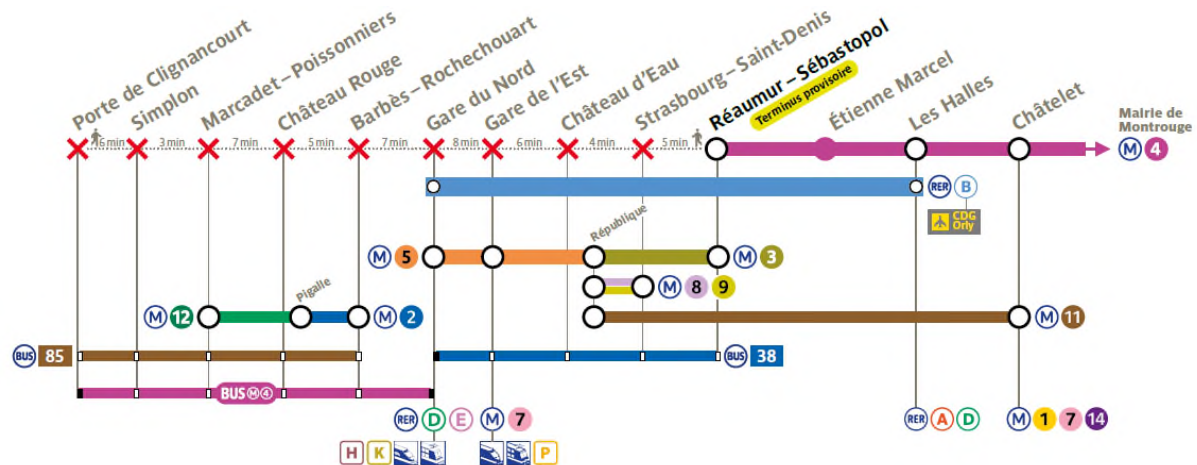 Porte de Clignancourt
Simplon
Marcadet – Poissonniers
Château Rouge
Barbès – Rochechouart
Gare du Nord
Gare de l'Est
Château d'Eau
Strasbourg – Saint-Denis
Réaumur – Sébastopol
Terminus provisoire
Étienne Marcel
Les Halles
Châtelet
Mairie de
Montrouge
M 4
6 min
3 min
7 min
5 min
7 min
8 min
6 min
4 min
5 min
RER B
CDG
Orly
République
M 5
M 3
M 8 9
Pigalle
M 12
M 2
M 11
BUS 85
BUS 38
BUS M 4
RER D E
M 7
RER A D
M 1 7 14
H K
P